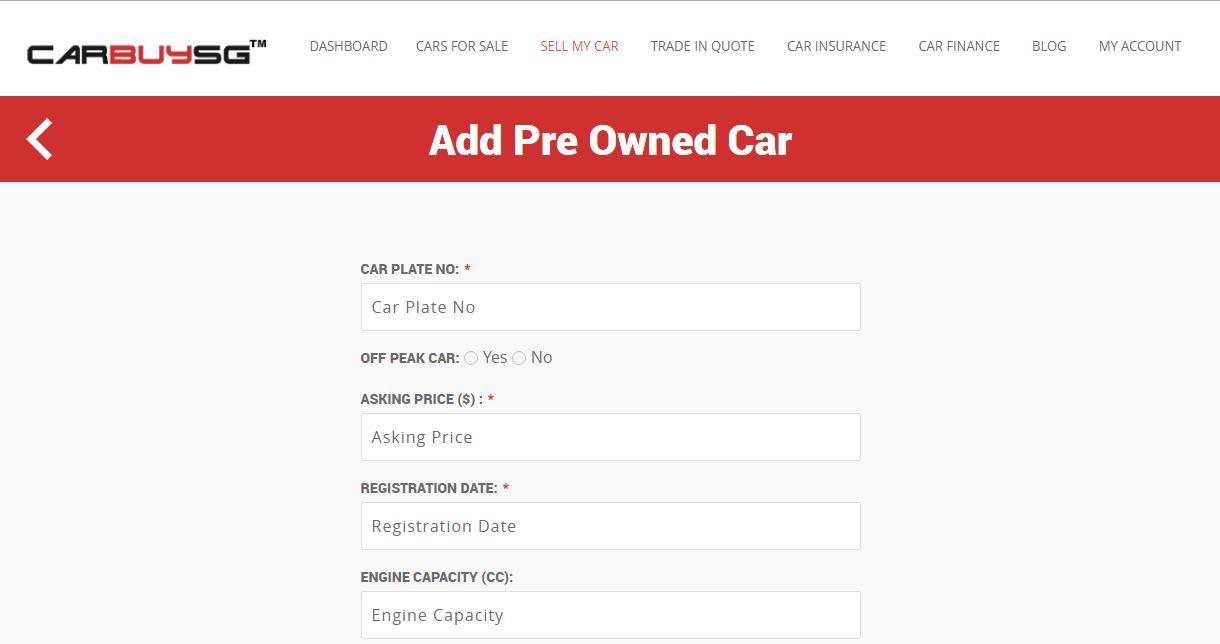 CARBUYSG™
DASHBOARD CARS FOR SALE SELL MY CAR TRADE IN QUOTE CAR INSURANCE CAR FINANCE BLOG MY ACCOUNT
Add Pre Owned Car
CAR PLATE NO: *
Car Plate No
OFF PEAK CAR: Yes No
ASKING PRICE ($) : *
Asking Price
REGISTRATION DATE: *
Registration Date
ENGINE CAPACITY (CC):
Engine Capacity